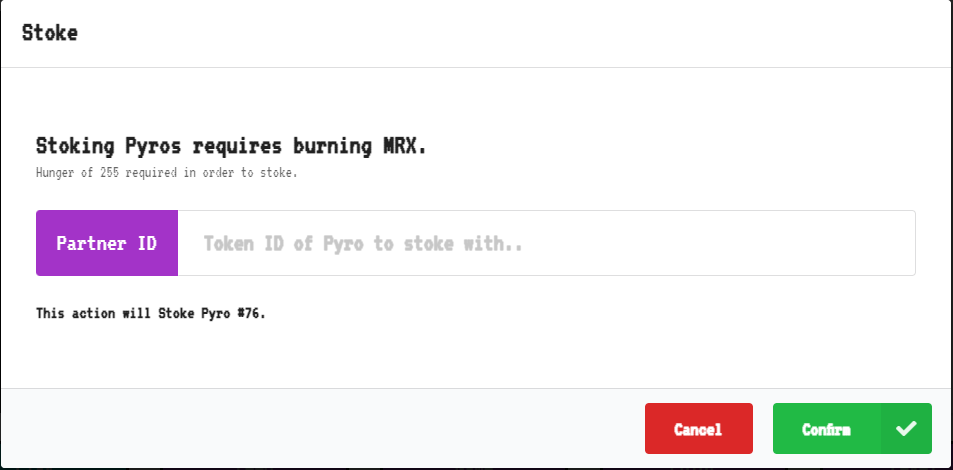 Stoke
Stoking Pyros requires burning MRX.
Hunger of 255 required in order to stoke.
Partner ID
Token ID of Pyro to stoke with..
This action will Stoke Pyro #76.
Cancel
Confirm